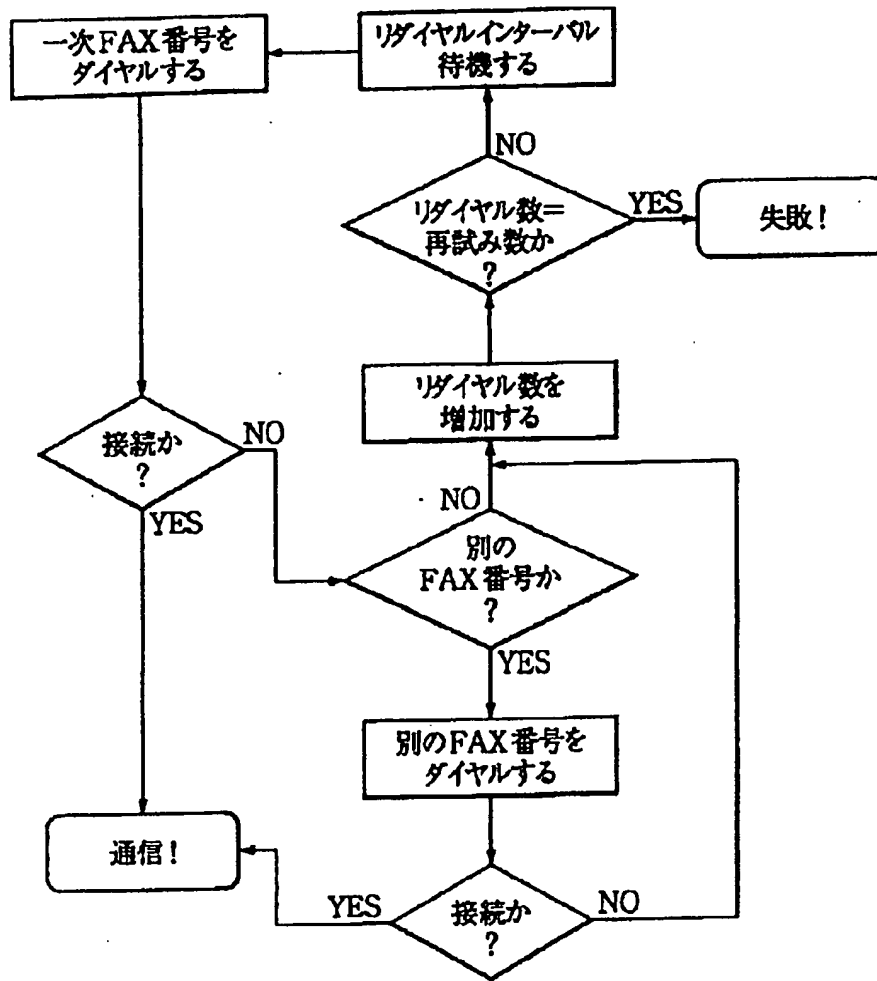 一次FAX番号を
ダイヤルする
リダイヤルインターバル
待機する
NO
リダイヤル数=
再試み数か
?
YES
失敗!
リダイヤル数を
増加する
接続か
?
NO
YES
NO
別の
FAX番号か
?
YES
別のFAX番号を
ダイヤルする
通信!
YES
接続か
?
NO